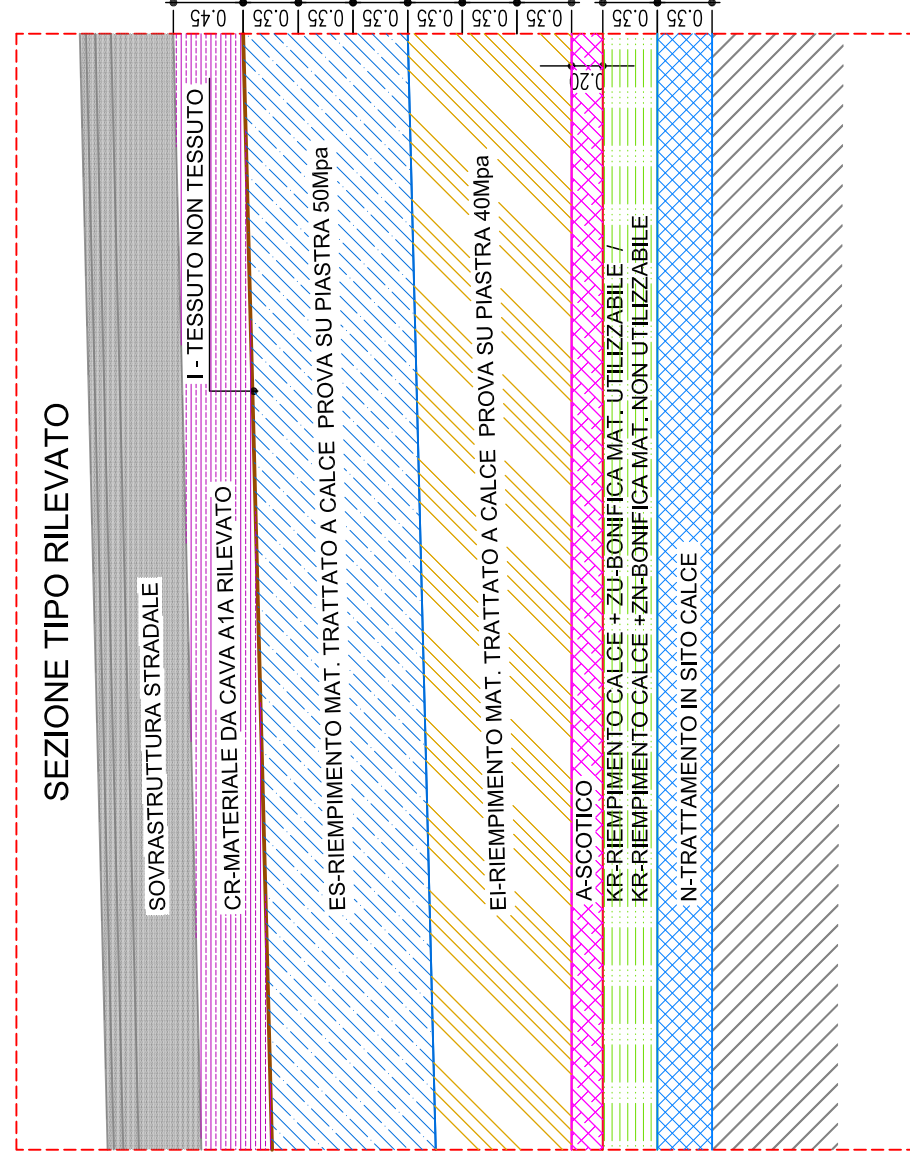 SEZIONE TIPO RILEVATO
SOVRASTRUTTURA STRADALE
I - TESSUTO NON TESSUTO
CR-MATERIALE DA CAVA A1A RILEVATO
ES-RIEMPIMENTO MAT. TRATTATO A CALCE PROVA SU PIASTRA 50Mpa
EI-RIEMPIMENTO MAT. TRATTATO A CALCE PROVA SU PIASTRA 40Mpa
A-SCOTICO
KR-RIEMPIMENTO CALCE + ZU-BONIFICA MAT. UTILIZZABILE /
KR-RIEMPIMENTO CALCE +ZN-BONIFICA MAT. NON UTILIZZABILE
N-TRATTAMENTO IN SITO CALCE
0.45
0.35
0.35
0.35
0.35
0.35
0.35
0.20
0.35
0.35